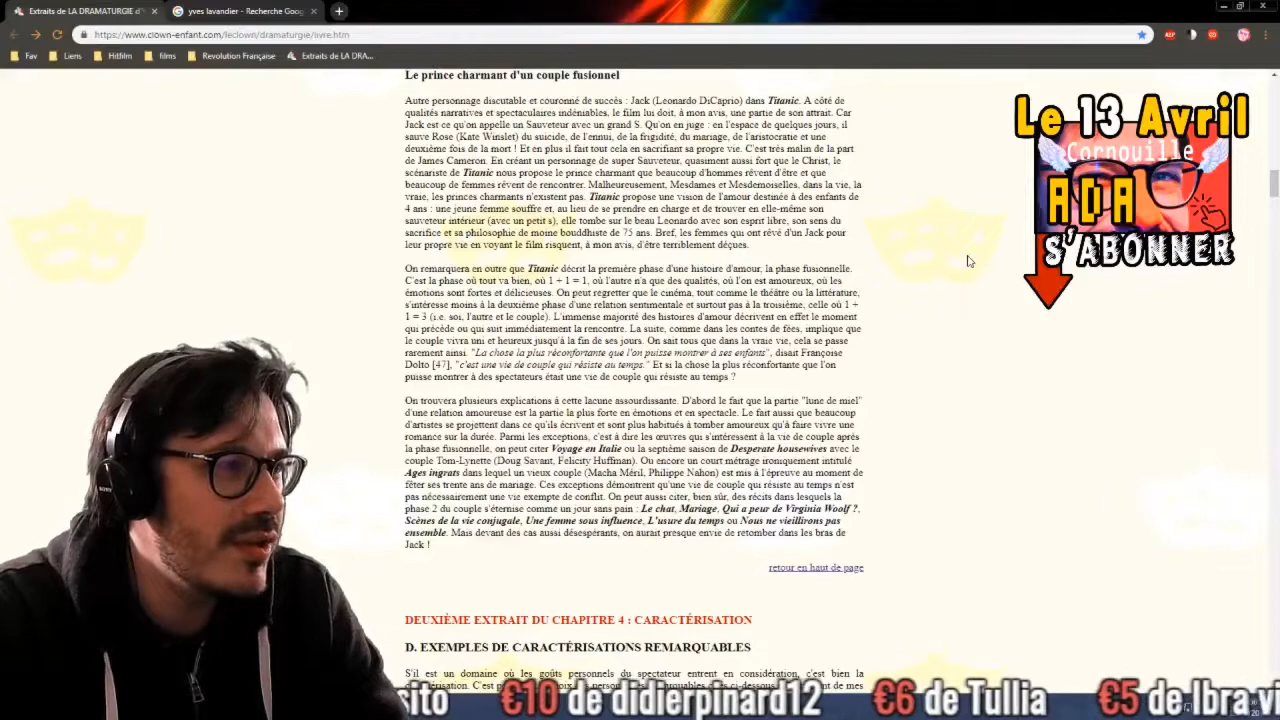 Extraits de LA DRAMATURGIE d'
yves lavandier - Recherche Goog
https://www.clown-enfant.com/leclown/dramaturgie/livre.htm
Fav
Liens
Hitfilm
films
Revolution Française
Extraits de LA DRA...
Le prince charmant d'un couple fusionnel
Autre personnage discutable et couronné de succès : Jack (Leonardo DiCaprio) dans Titanic. A côté de
qualités narratives et spectaculaires indéniables, le film lui doit, à mon avis, une partie de son attrait. Car
Jack est ce qu'on appelle un Sauveteur avec un grand S. Qu'on en juge : en l'espace de quelques jours, il
sauve Rose (Kate Winslet) du suicide, de l'ennui, de la frigidité, du mariage, de l'aristocratie et une
deuxième fois de la mort ! Et en plus il fait tout cela en sacrifiant sa propre vie. C'est très malin de la part
de James Cameron. En créant un personnage de super Sauveteur, quasiment aussi fort que le Christ, le
scénariste de Titanic nous propose le prince charmant que beaucoup d'hommes rêvent d'être et que
beaucoup de femmes rêvent de rencontrer. Malheureusement, Mesdames et Mesdemoiselles, dans la vie, la
vraie, les princes charmants n'existent pas. Titanic propose une vision de l'amour destinée à des enfants de
4 ans : une jeune femme souffre et, au lieu de se prendre en charge et de trouver en elle-même son
sauveteur intérieur (avec un petit s), elle tombe sur le beau Leonardo avec son esprit libre, son sens du
sacrifice et sa philosophie de moine bouddhiste de 75 ans. Bref, les femmes qui ont rêvé d'un Jack pour
leur propre vie en voyant le film risquent, à mon avis, d'être terriblement déçues.
On remarquera en outre que Titanic décrit la première phase d'une histoire d'amour, la phase fusionnelle.
C'est la phase où tout va bien, où 1 + 1 = 1, où l'autre n'a que des qualités, où l'on est amoureux, où les
émotions sont fortes et délicieuses. On peut regretter que le cinéma, tout comme le théâtre ou la littérature,
s'intéresse moins à la deuxième phase d'une relation sentimentale et surtout pas à la troisième, celle où 1 +
1 = 3 (i.e. soi, l'autre et le couple). L'immense majorité des histoires d'amour décrivent en effet le moment
qui précède ou qui suit immédiatement la rencontre. La suite, comme dans les contes de fées, implique que
le couple vivra uni et heureux jusqu'à la fin de ses jours. On sait tous que dans la vraie vie, cela se passe
rarement ainsi. "La chose la plus réconfortante que l'on puisse montrer à ses enfants", disait Françoise
Dolto [47], "c'est une vie de couple qui résiste au temps." Et si la chose la plus réconfortante que l'on
puisse montrer à des spectateurs était une vie de couple qui résiste au temps ?
On trouvera plusieurs explications à cette lacune assourdissante. D'abord le fait que la partie "lune de miel"
d'une relation amoureuse est la partie la plus forte en émotions et en spectacle. Le fait aussi que beaucoup
d'artistes se projettent dans ce qu'ils écrivent et sont plus habitués à tomber amoureux qu'à faire vivre une
romance sur la durée. Parmi les exceptions, c'est à dire les œuvres qui s'intéressent à la vie de couple après
la phase fusionnelle, on peut citer Voyage en Italie ou la septième saison de Desperate housewives avec le
couple Tom-Lynette (Doug Savant, Felicity Huffman). Ou encore un court métrage ironiquement intitulé
Ages ingrats dans lequel un vieux couple (Macha Méril, Philippe Nahon) est mis à l'épreuve au moment de
fêter ses trente ans de mariage. Ces exceptions démontrent qu'une vie de couple qui résiste au temps n'est
pas nécessairement une vie exempte de conflit. On peut aussi citer, bien sûr, des récits dans lesquels la
phase 2 du couple s'éternise comme un jour sans pain : Le chat, Mariage, Qui a peur de Virginia Woolf ?,
Scènes de la vie conjugale, Une femme sous influence, L'usure du temps ou Nous ne vieillirons pas
ensemble. Mais devant des cas aussi désespérants, on aurait presque envie de retomber dans les bras de
Jack !
retour en haut de page
DEUXIÈME EXTRAIT DU CHAPITRE 4 : CARACTÉRISATION
D. EXEMPLES DE CARACTÉRISATIONS REMARQUABLES
S'il est un domaine où les goûts personnels du spectateur entrent en considération, c'est bien la
Le 13 Avril
Cornouille
ADA
S'ABONNER
SONY
€10 de didierpinard12 €6 de Tullia €5 de Ibra